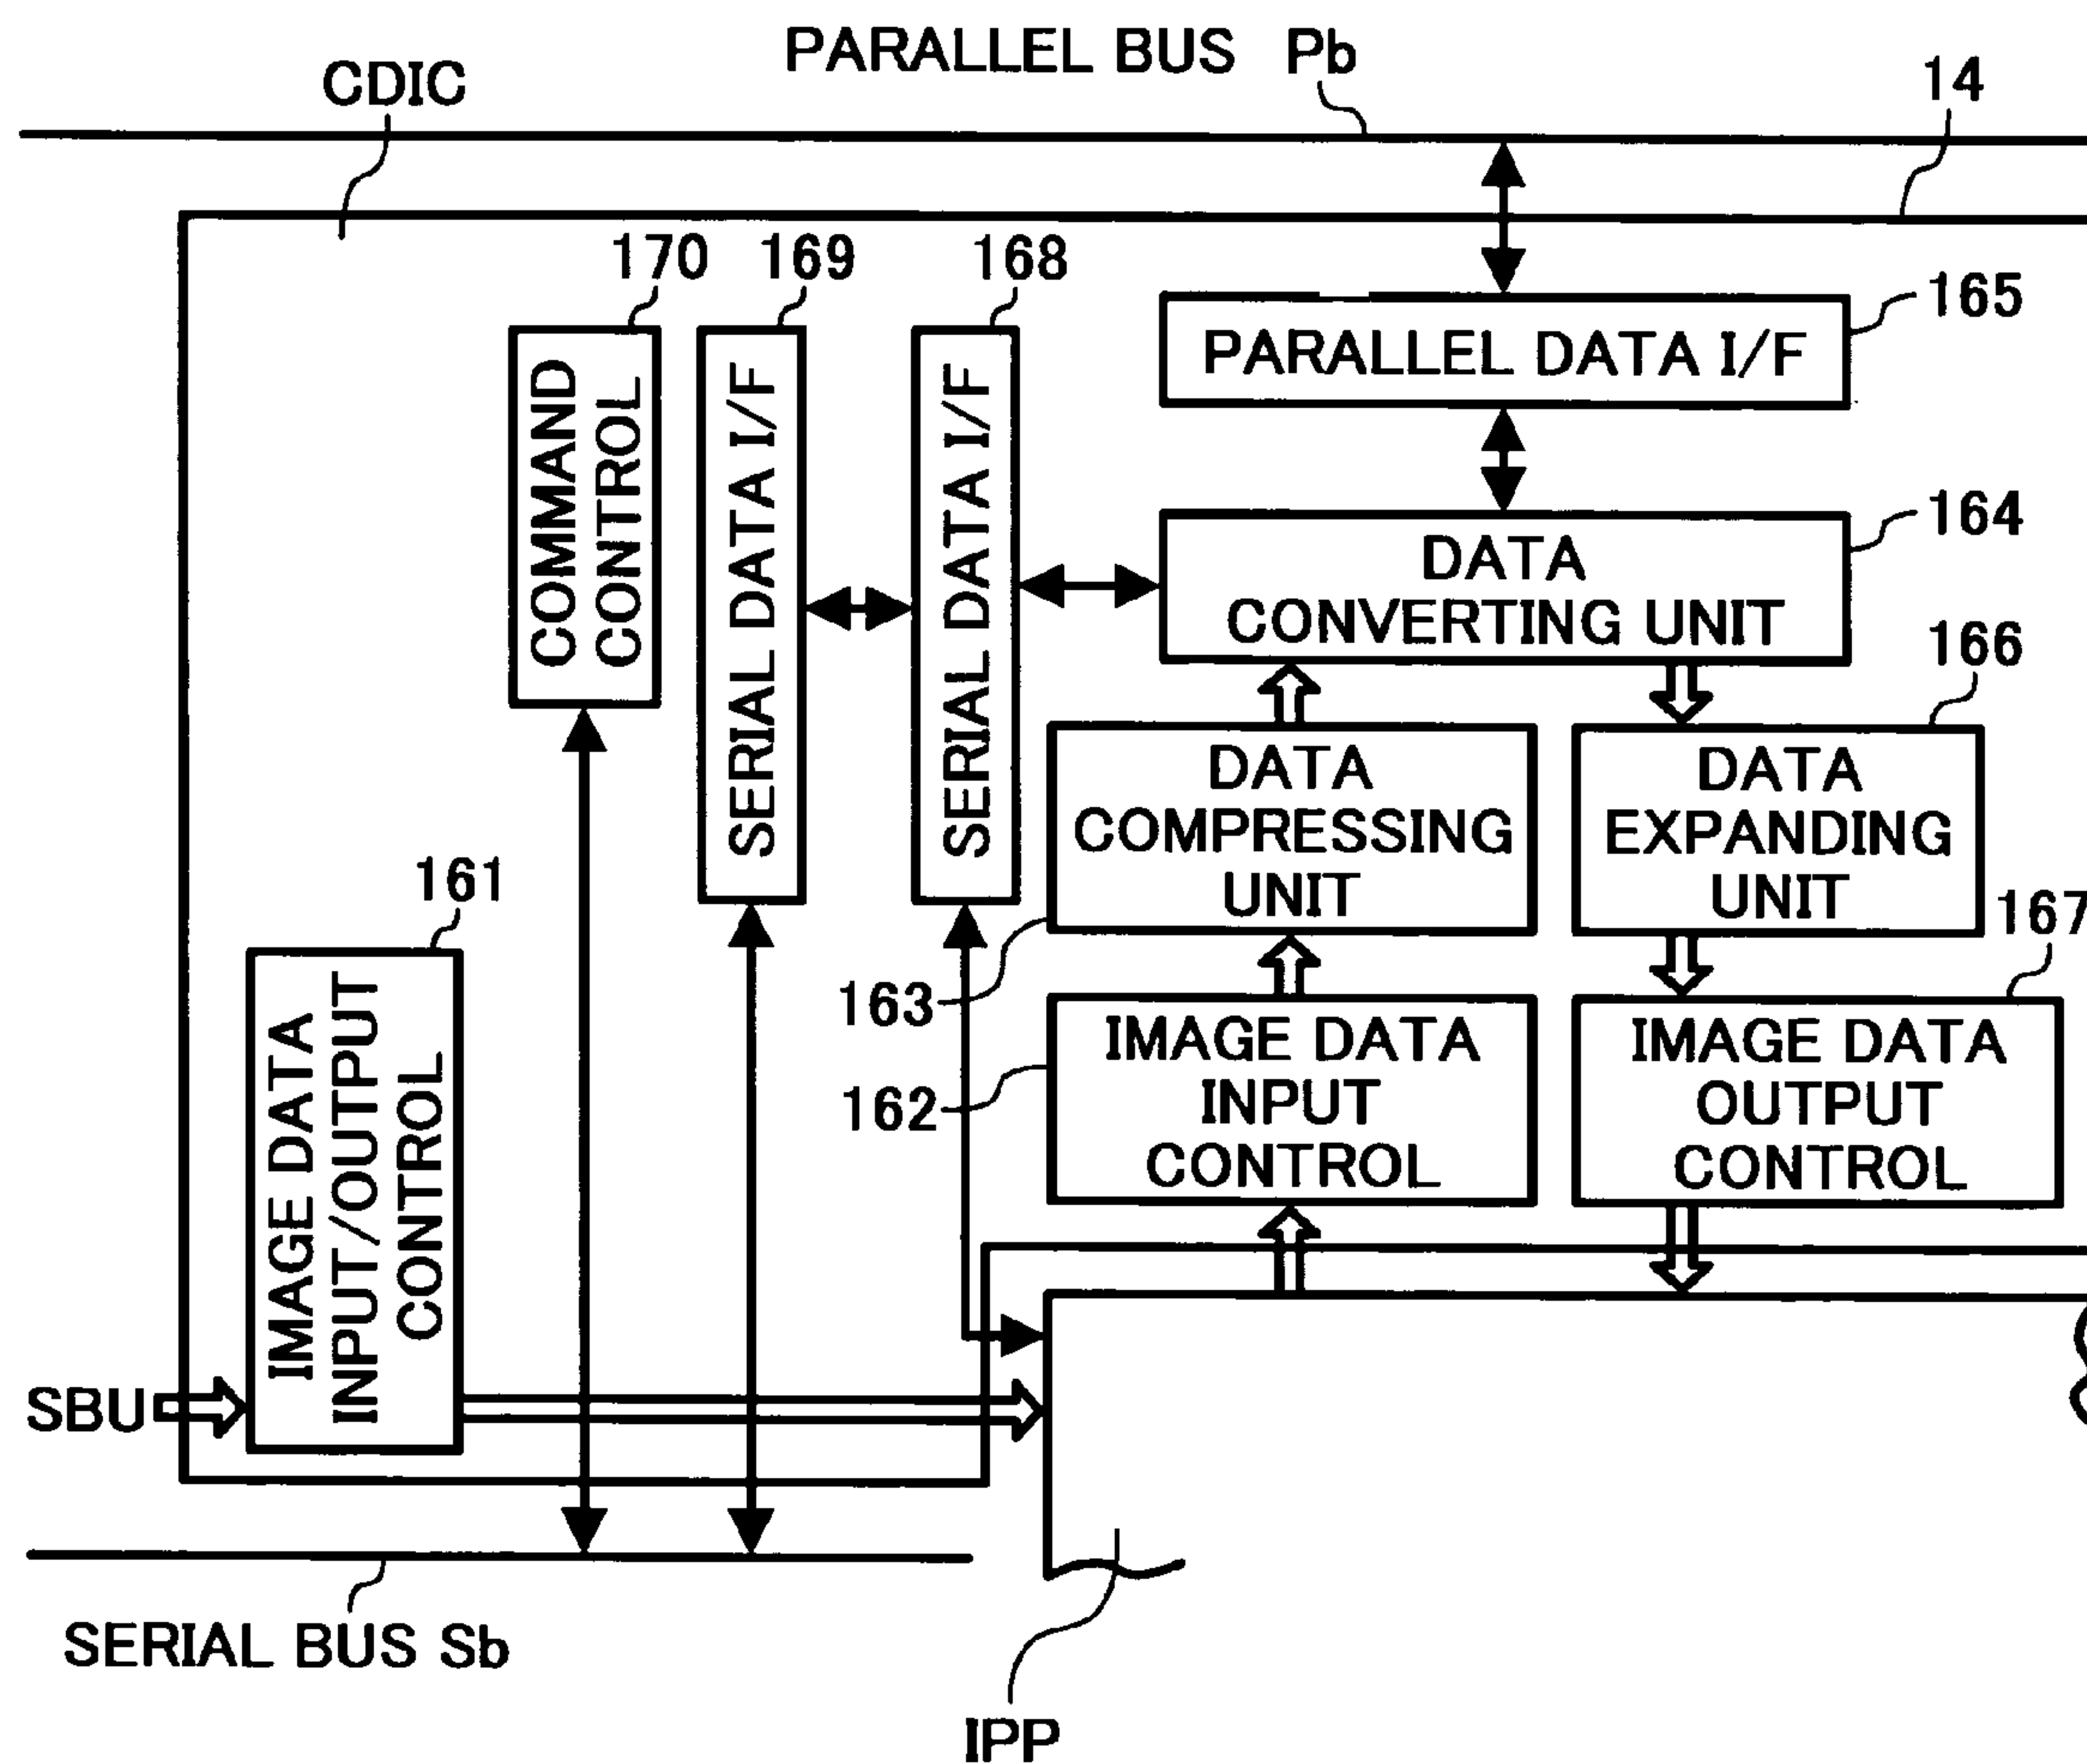 PARALLEL BUS Pb
CDIC
14
170
169
168
165
PARALLEL DATA I/F
COMMAND
CONTROL
SERIAL DATA I/F
SERIAL DATA I/F
164
DATA
CONVERTING UNIT
166
DATA
COMPRESSING
UNIT
DATA
EXPANDING
UNIT
161
167
163
IMAGE DATA
INPUT/OUTPUT
CONTROL
162
IMAGE DATA
INPUT
CONTROL
IMAGE DATA
OUTPUT
CONTROL
SBU
SERIAL BUS Sb
IPP